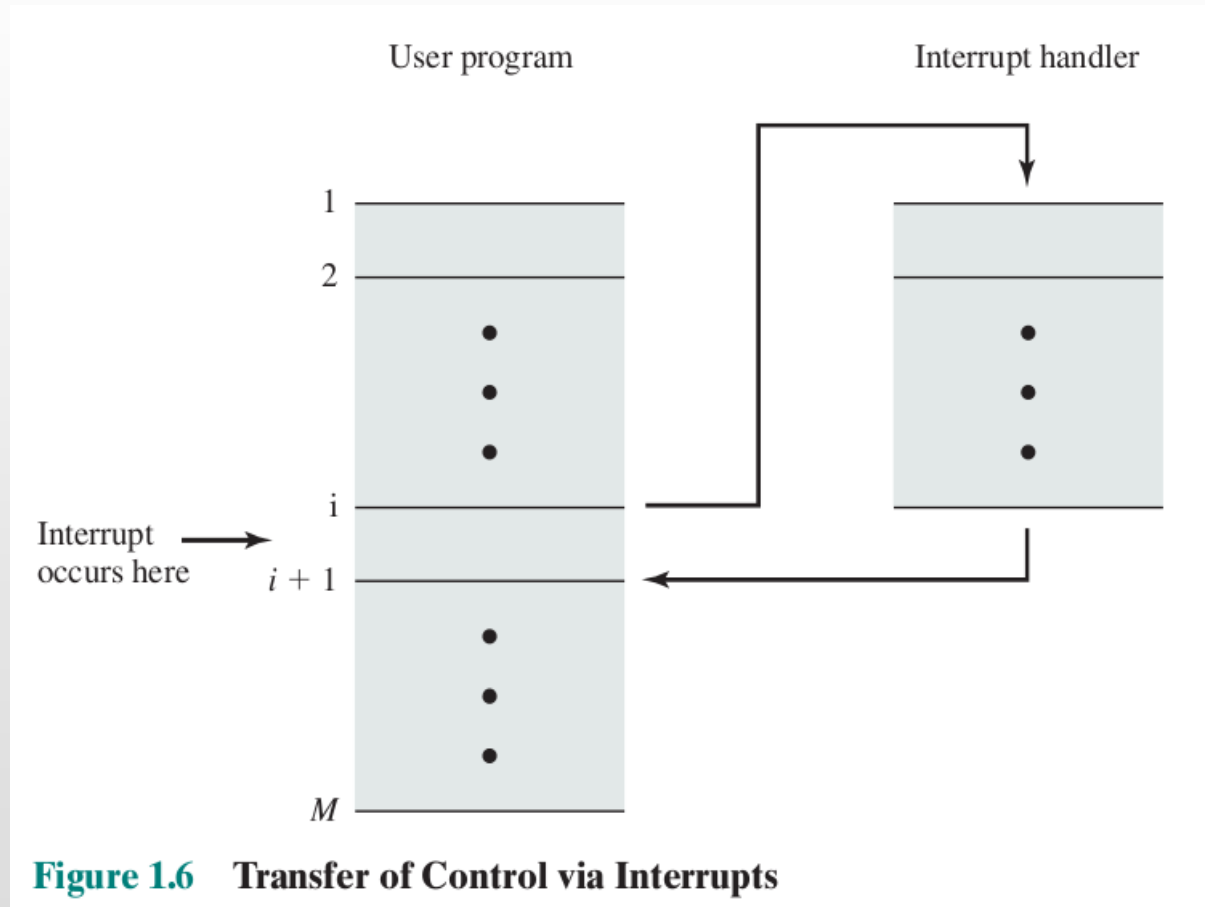 User program
Interrupt handler
1
2
i
Interrupt
occurs here
i + 1
M
Figure 1.6 Transfer of Control via Interrupts